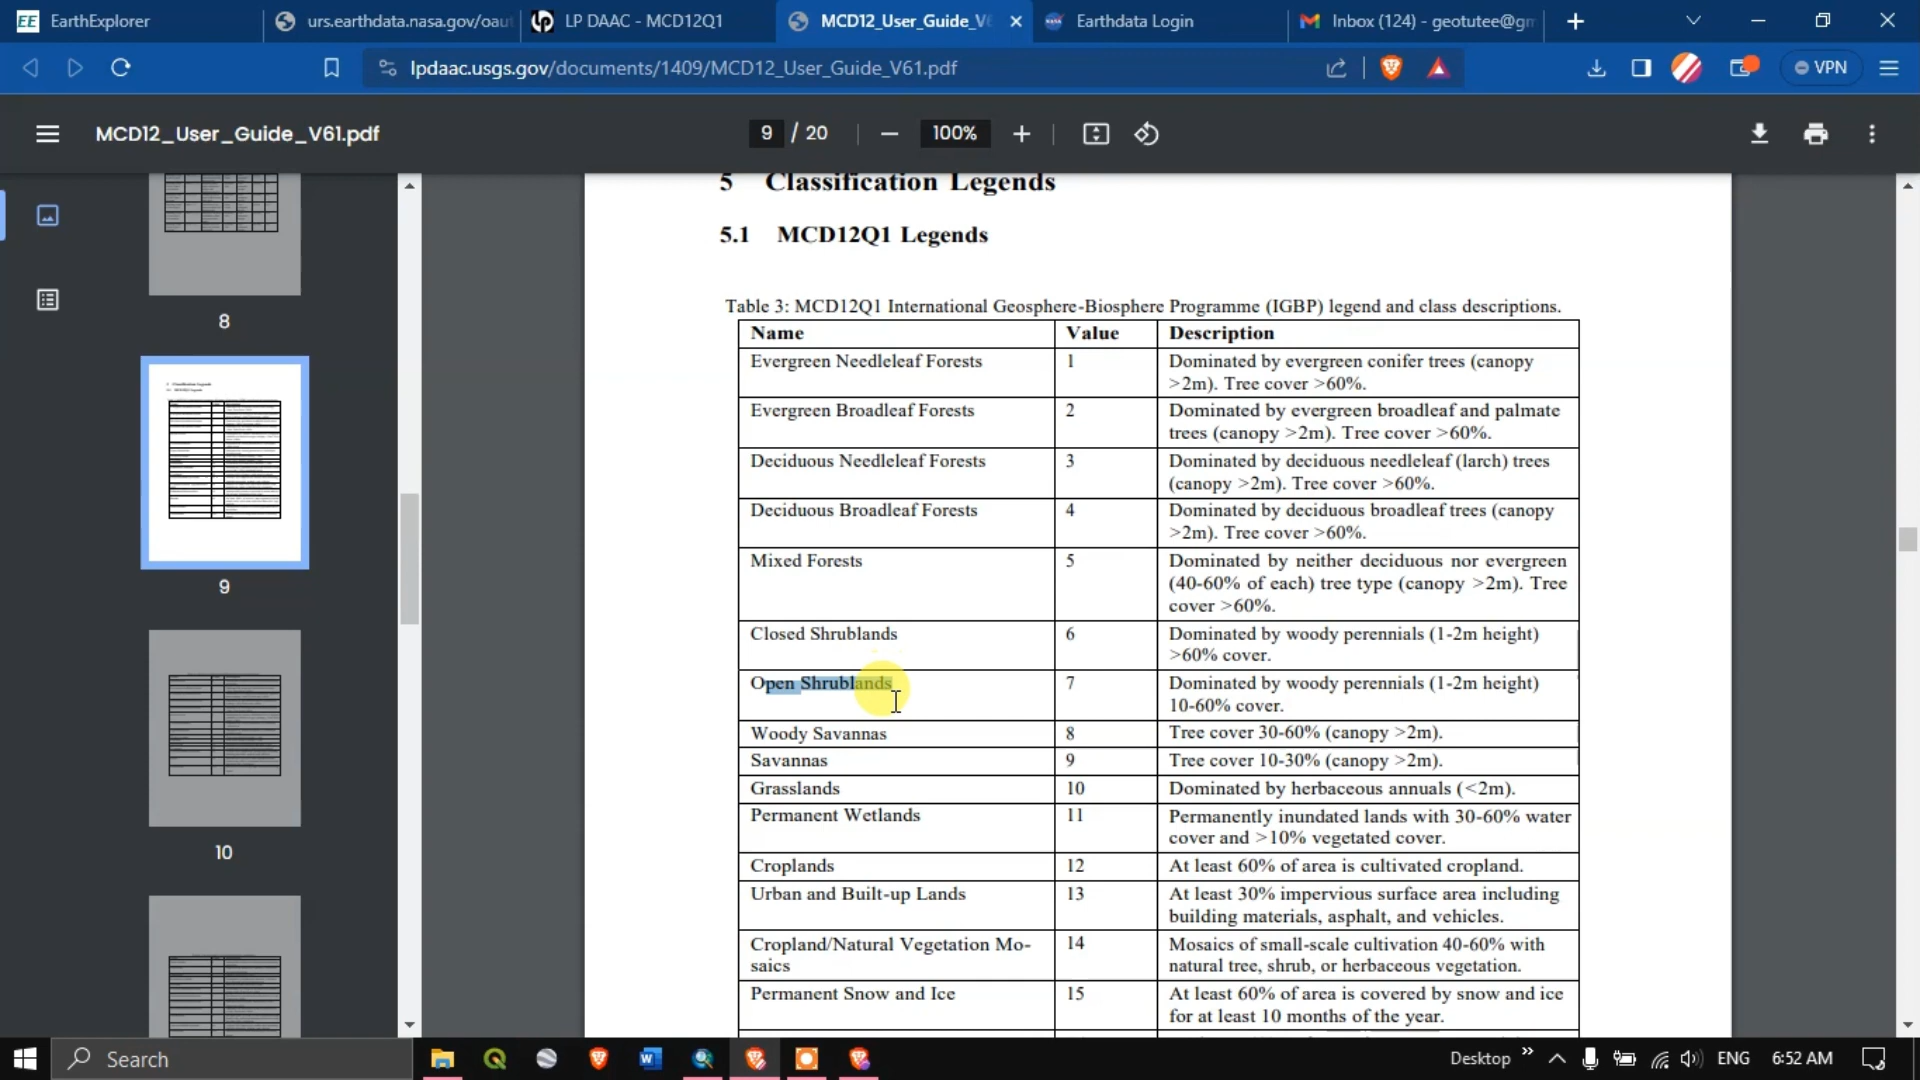 EarthExplorer
urs.earthdata.nasa.gov/oaut
LP DAAC - MCD12Q1
MCD12_User_Guide_V6
Earthdata Login
Inbox (124) - geotutee@gm
lpdaac.usgs.gov/documents/1409/MCD12_User_Guide_V61.pdf
VPN
MCD12_User_Guide_V61.pdf
9 / 20
100%
8
9
10
5 Classification Legends
5.1 MCD12Q1 Legends
Table 3: MCD12Q1 International Geosphere-Biosphere Programme (IGBP) legend and class descriptions.
Name Value Description
Evergreen Needleleaf Forests 1 Dominated by evergreen conifer trees (canopy
>2m). Tree cover >60%.
Evergreen Broadleaf Forests 2 Dominated by evergreen broadleaf and palmate
trees (canopy >2m). Tree cover >60%.
Deciduous Needleleaf Forests 3 Dominated by deciduous needleleaf (larch) trees
(canopy >2m). Tree cover >60%.
Deciduous Broadleaf Forests 4 Dominated by deciduous broadleaf trees (canopy
>2m). Tree cover >60%.
Mixed Forests 5 Dominated by neither deciduous nor evergreen
(40-60% of each) tree type (canopy >2m). Tree
cover >60%.
Closed Shrublands 6 Dominated by woody perennials (1-2m height)
>60% cover.
Open Shrublands 7 Dominated by woody perennials (1-2m height)
10-60% cover.
Woody Savannas 8 Tree cover 30-60% (canopy >2m).
Savannas 9 Tree cover 10-30% (canopy >2m).
Grasslands 10 Dominated by herbaceous annuals (<2m).
Permanent Wetlands 11 Permanently inundated lands with 30-60% water
cover and >10% vegetated cover.
Croplands 12 At least 60% of area is cultivated cropland.
Urban and Built-up Lands 13 At least 30% impervious surface area including
building materials, asphalt, and vehicles.
Cropland/Natural Vegetation Mo- 14 Mosaics of small-scale cultivation 40-60% with
saics natural tree, shrub, or herbaceous vegetation.
Permanent Snow and Ice 15 At least 60% of area is covered by snow and ice
for at least 10 months of the year.
Search
Desktop
ENG
6:52 AM